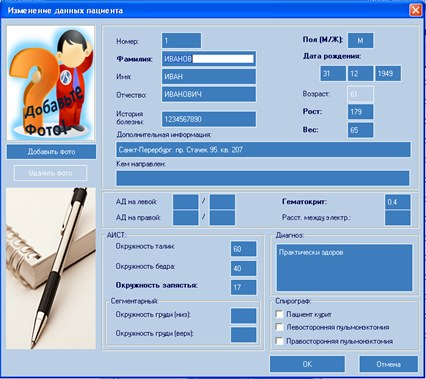 Изменение данных пациента
Номер: 1 Пол (М/Ж): М
Фамилия: ИВАНОВ Дата рождения:
Имя: ИВАН 31 12 1949
Отчество: ИВАНОВИЧ Возраст: 61
История болезни: 1234567890 Рост: 179
Вес: 65
Дополнительная информация:
Санкт-Перербург. пр. Стачек. 95. кв. 207
Кем направлен:
Добавьте
Фото!
Добавить фото
Удалить фото
АД на левой: / Гематокрит: 0.4
АД на правой: / Расст. между электр.:
АИСТ:
Окружность талии: 60
Окружность бедра: 40
Окружность запястья: 17
Сегментарный:
Окружность груди (низ):
Окружность груди (верх):
Диагноз:
Практически здоров
Спирограф:
Пациент курит
Левосторонняя пульмонэктомия
Правосторонняя пульмонэктомия
OK Отмена